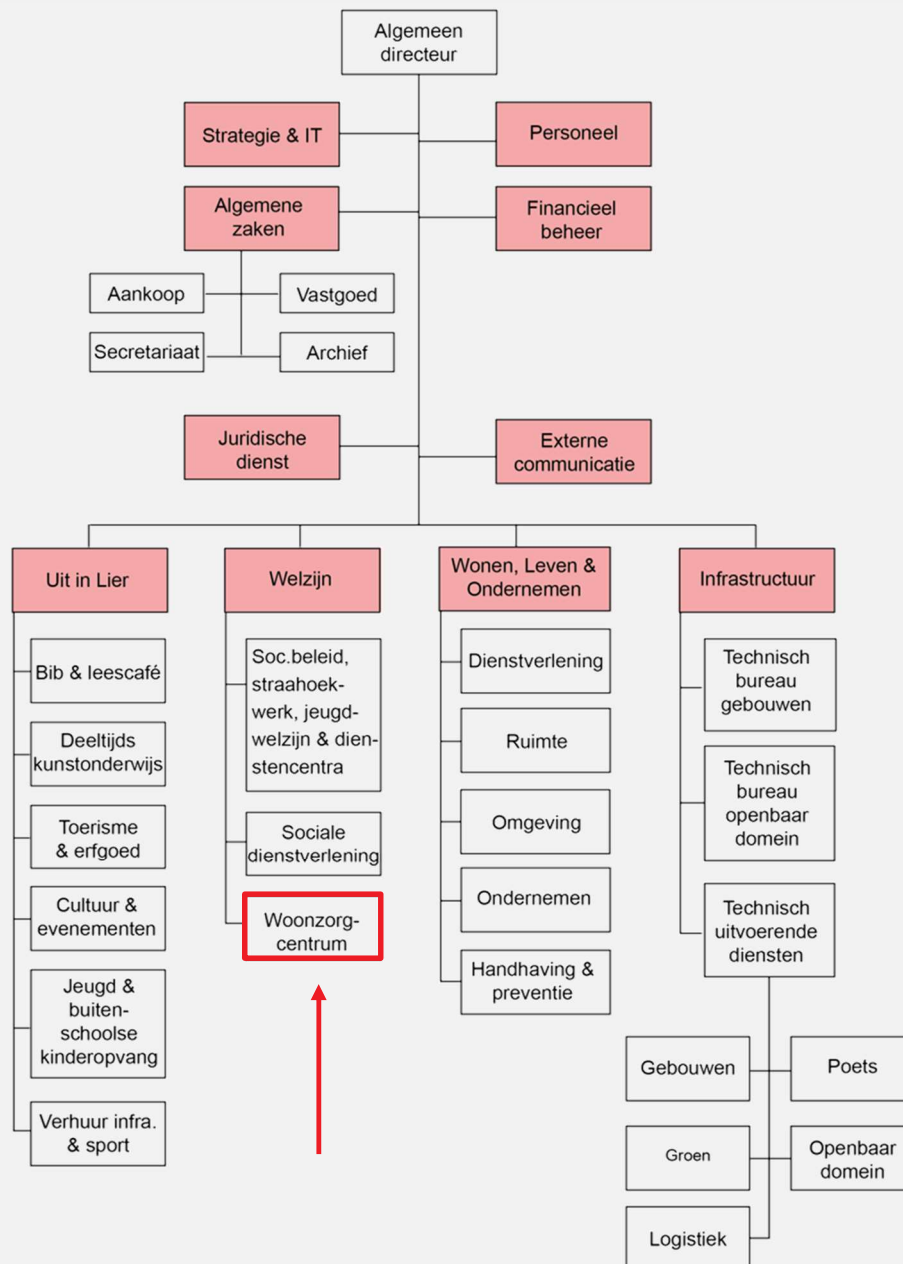 Algemeen
directeur
Strategie & IT
Personeel
Algemene
zaken
Financieel
beheer
Aankoop
Vastgoed
Secretariaat
Archief
Juridische
dienst
Externe
communicatie
Uit in Lier
Welzijn
Wonen, Leven &
Ondernemen
Infrastructuur
Bib & leescafé
Deeltijds
kunstonderwijs
Toerisme
& erfgoed
Cultuur &
evenementen
Jeugd &
buiten-
schoolse
kinderopvang
Verhuur infra.
& sport
Soc.beleid,
straahoek-
werk, jeugd-
welzijn & dien-
stencentra
Sociale
dienstverlening
Woonzorg-
centrum
Dienstverlening
Ruimte
Omgeving
Ondernemen
Handhaving &
preventie
Technisch
bureau
gebouwen
Technisch
bureau
openbaar
domein
Technisch
uitvoerende
diensten
Gebouwen
Poets
Groen
Openbaar
domein
Logistiek